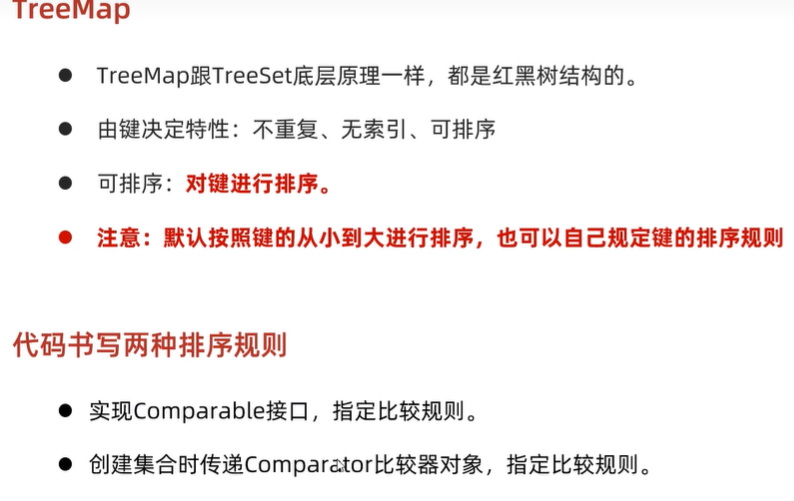 TreeMap
● TreeMap跟TreeSet底层原理一样，都是红黑树结构的。
● 由键决定特性：不重复、无索引、可排序
● 可排序：对键进行排序。
● 注意：默认按照键的从小到大进行排序，也可以自己规定键的排序规则
代码书写两种排序规则
● 实现Comparable接口，指定比较规则。
● 创建集合时传递Comparator比较器对象，指定比较规则。